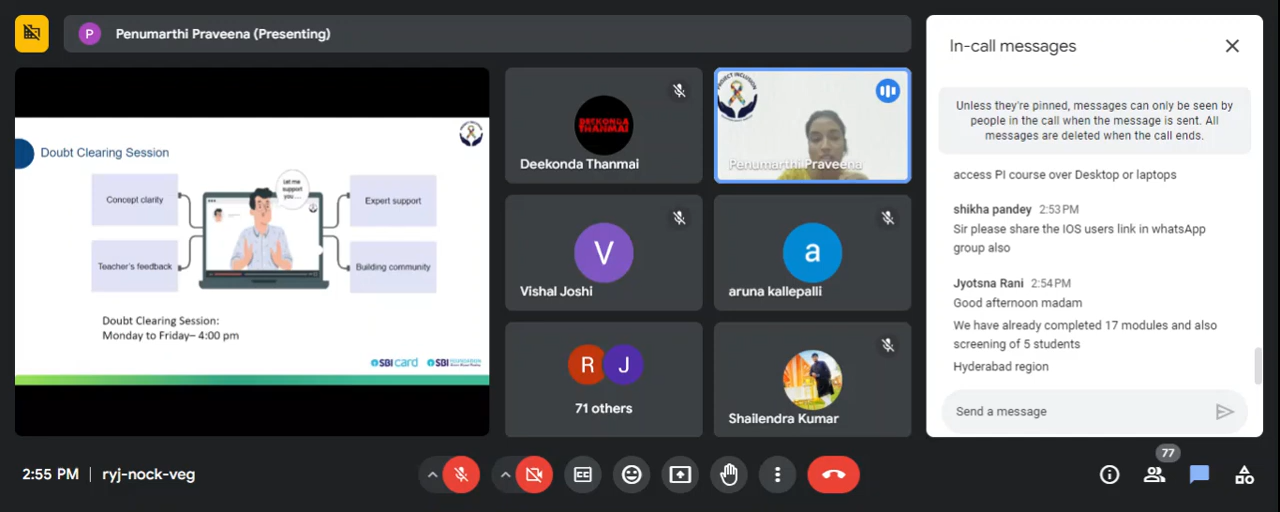 P Penumarthi Praveena (Presenting)
Doubt Clearing Session
Concept clarity
Let me
support
you.....
Expert support
Teacher's feedback
Building community
Doubt Clearing Session:
Monday to Friday– 4:00 pm
SBI card SBI
DEEKONDA
THANMAI
Deekonda Thanmai
PROJECT INCLUSION
Penumarthi Praveena
V
Vishal Joshi
a
aruna kallepalli
R J
71 others
Shailendra Kumar
In-call messages
Unless they're pinned, messages can only be seen by
people in the call when the message is sent. All
messages are deleted when the call ends.
access PI course over Desktop or laptops
shikha pandey 2:53 PM
Sir please share the IOS users link in whatsApp
group also
Jyotsna Rani 2:54 PM
Good afternoon madam
We have already completed 17 modules and also
screening of 5 students
Hyderabad region
Send a message
2:55 PM | ryj-nock-veg
CC
77